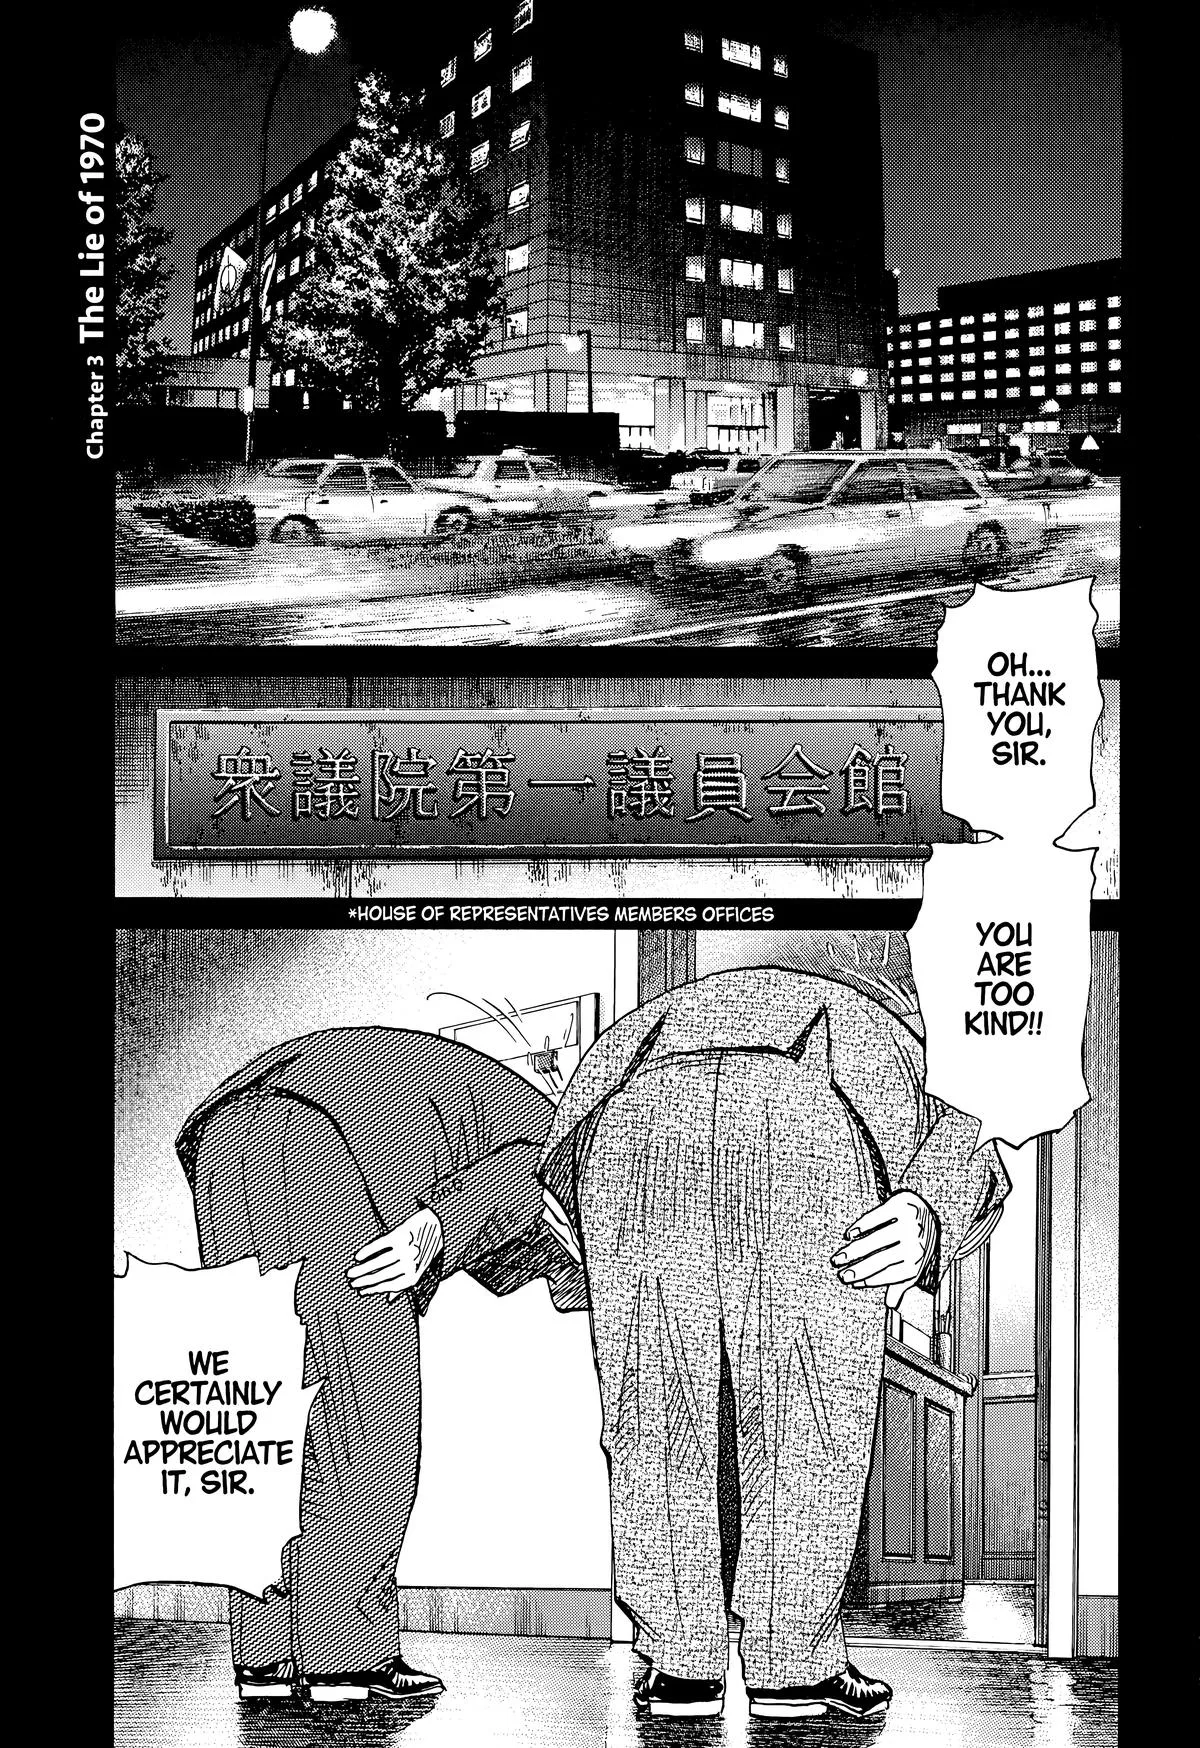 Chapter 3 The Lie of 1970
OH...
THANK
YOU,
SIR.
衆議院第一議員会館
*HOUSE OF REPRESENTATIVES MEMBERS OFFICES
YOU
ARE
TOO
KIND!!
WE
CERTAINLY
WOULD
APPRECIATE
IT, SIR.